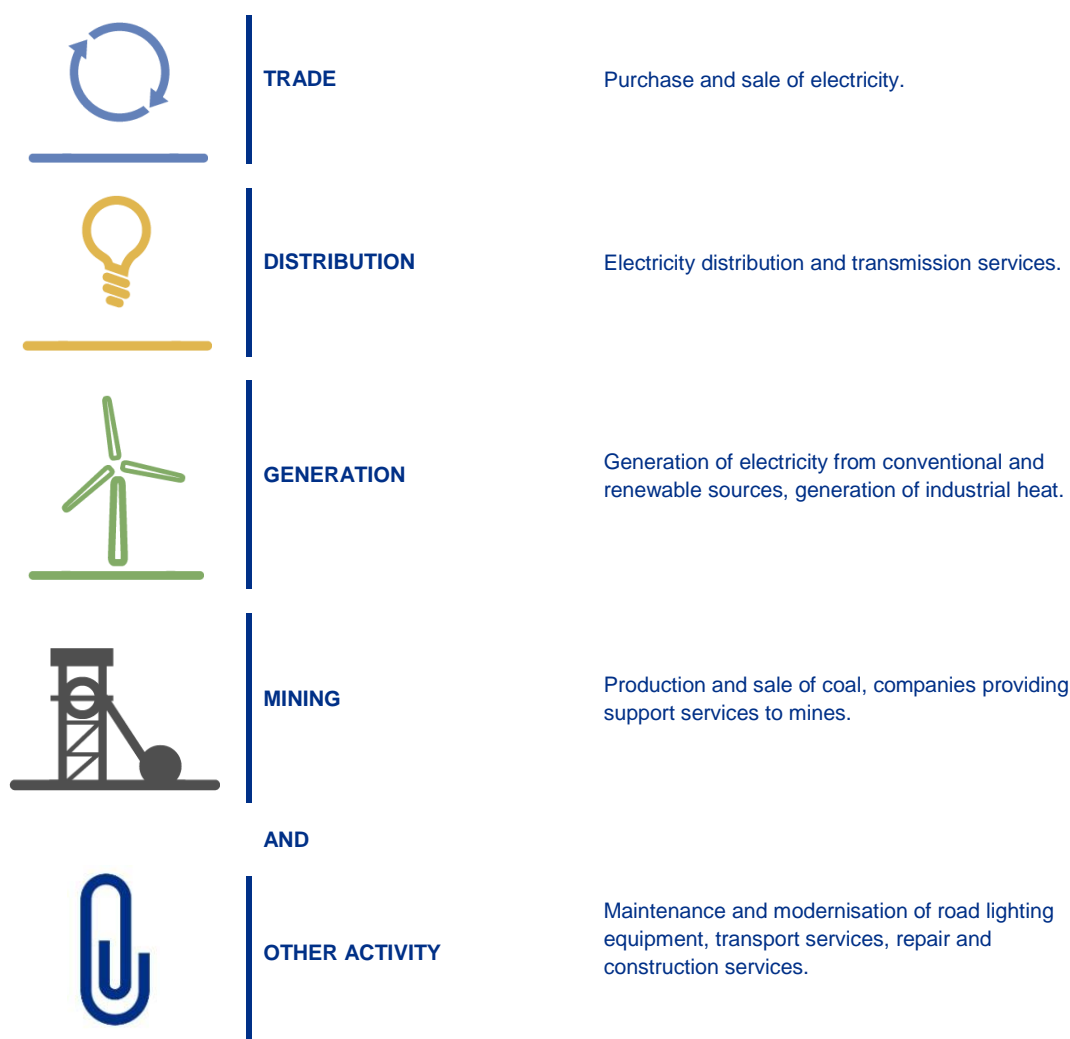 TRADE
Purchase and sale of electricity.
DISTRIBUTION
Electricity distribution and transmission services.
GENERATION
Generation of electricity from conventional and
renewable sources, generation of industrial heat.
MINING
Production and sale of coal, companies providing
support services to mines.
AND
OTHER ACTIVITY
Maintenance and modernisation of road lighting
equipment, transport services, repair and
construction services.